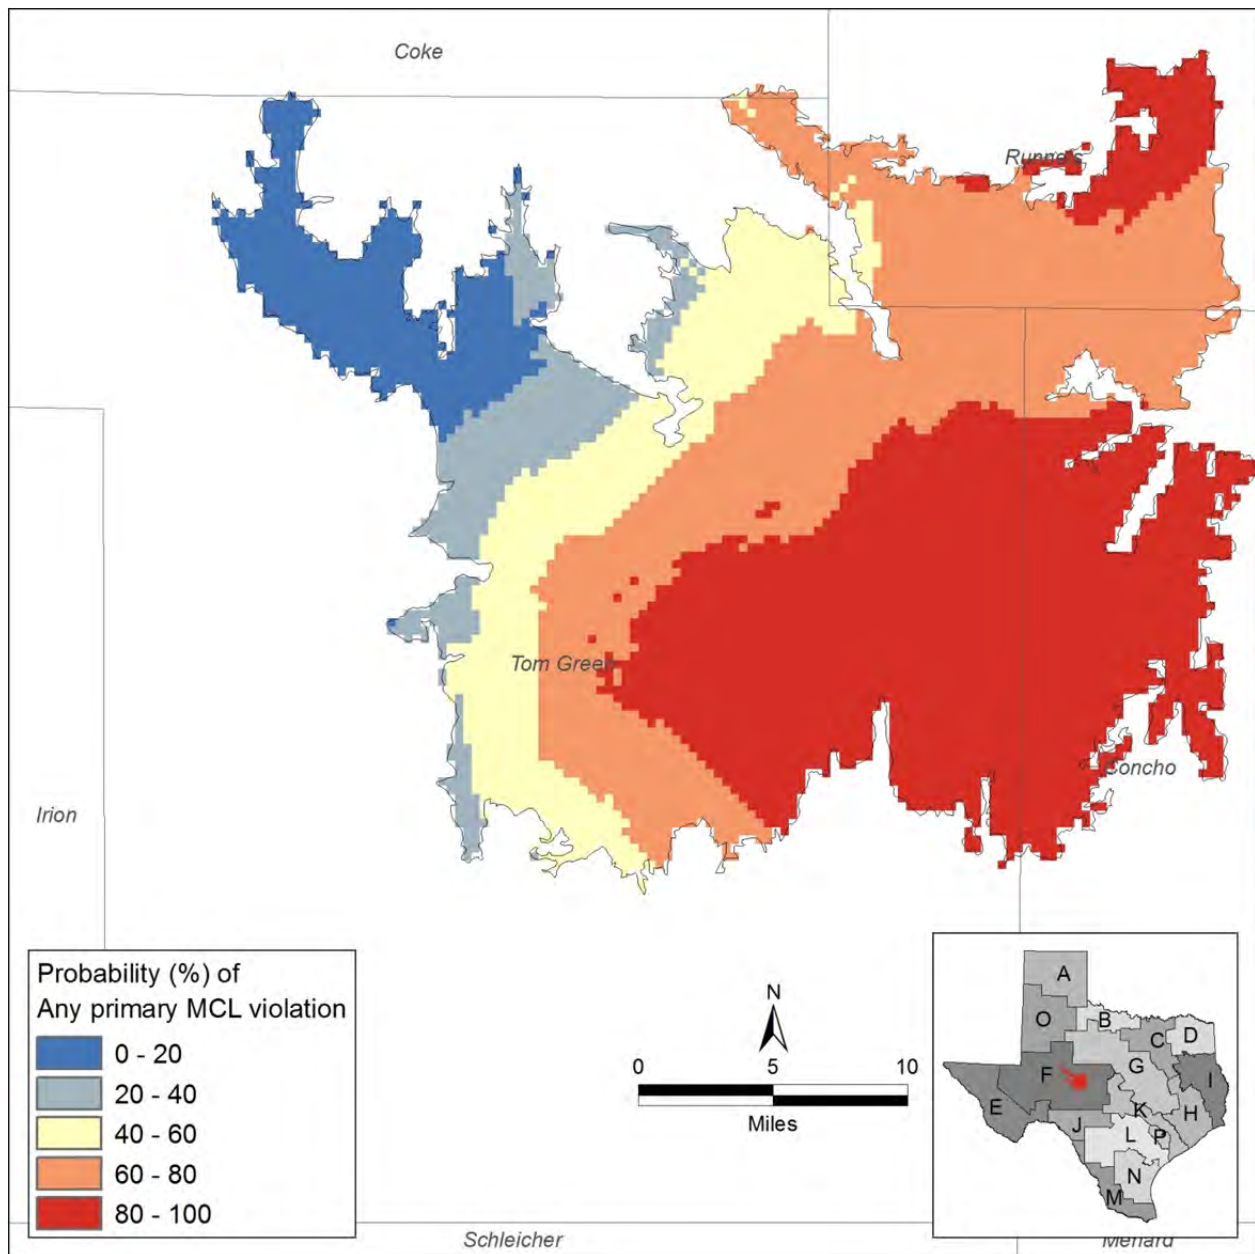 Coke
Runnels
Tom Green
Concho
Irion
Probability (%) of
Any primary MCL violation
0 - 20
20 - 40
40 - 60
60 - 80
80 - 100
N
0 5 10
Miles
A
O
B
C
D
F
G
I
E
K
H
J
L
P
N
M
Schleicher
Menard